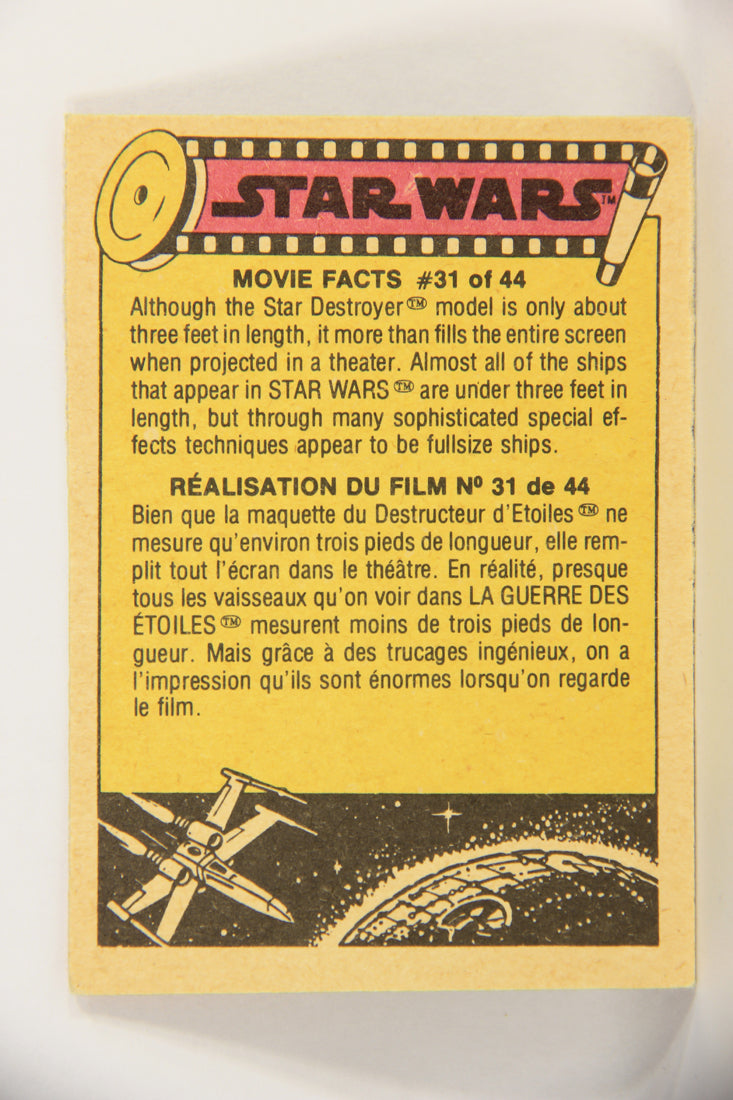 STAR WARS™
MOVIE FACTS #31 of 44
Although the Star Destroyer™ model is only about
three feet in length, it more than fills the entire screen
when projected in a theater. Almost all of the ships
that appear in STAR WARS™ are under three feet in
length, but through many sophisticated special ef-
fects techniques appear to be fullsize ships.
RÉALISATION DU FILM Nº 31 de 44
Bien que la maquette du Destructeur d'Etoiles™ ne
mesure qu'environ trois pieds de longueur, elle rem-
plit tout l'écran dans le théâtre. En réalité, presque
tous les vaisseaux qu'on voir dans LA GUERRE DES
ÉTOILES™ mesurent moins de trois pieds de lon-
gueur. Mais grâce à des trucages ingénieux, on a
l'impression qu'ils sont énormes lorsqu'on regarde
le film.